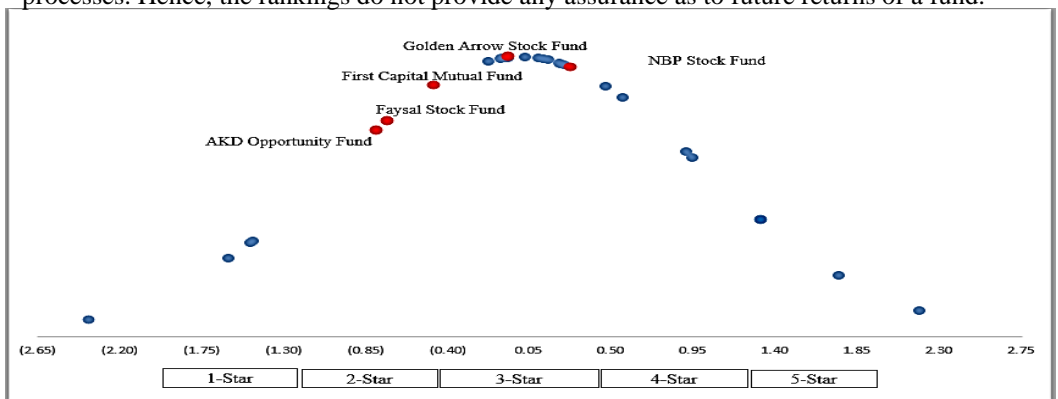 processes. Hence, the rankings do not provide any assurance as to future returns of a fund.
Golden Arrow Stock Fund
NBP Stock Fund
First Capital Mutual Fund
Faysal Stock Fund
AKD Opportunity Fund
(2.65) (2.20) (1.75) (1.30) (0.85) (0.40) 0.05 0.50 0.95 1.40 1.85 2.30 2.75
1-Star 2-Star 3-Star 4-Star 5-Star